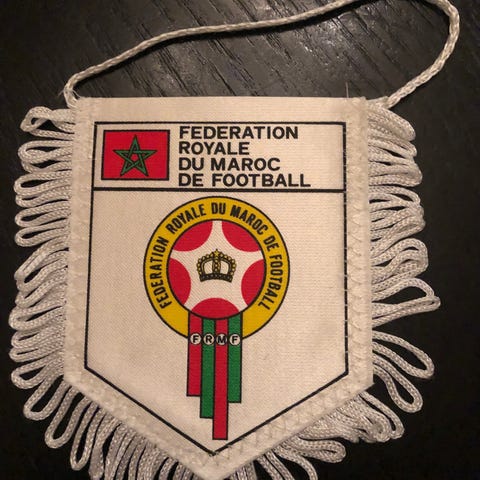 FEDERATION
ROYALE
DU MAROC
DE FOOTBALL
FEDERATION ROYALE DU MAROC DE FOOTBALL
FRMF